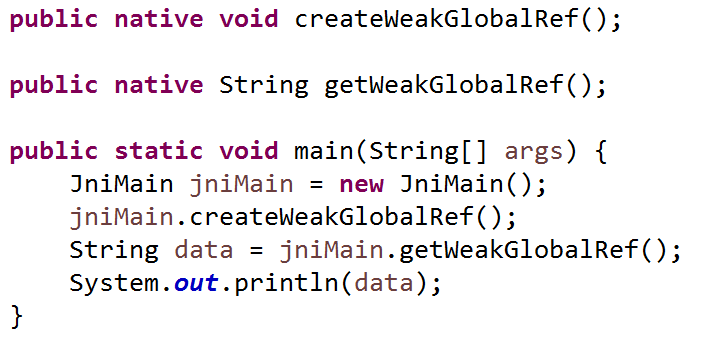 public native void createWeakGlobalRef();
public native String getWeakGlobalRef();
public static void main(String[] args) {
JniMain jniMain = new JniMain();
jniMain.createWeakGlobalRef();
String data = jniMain.getWeakGlobalRef();
System.out.println(data);
}